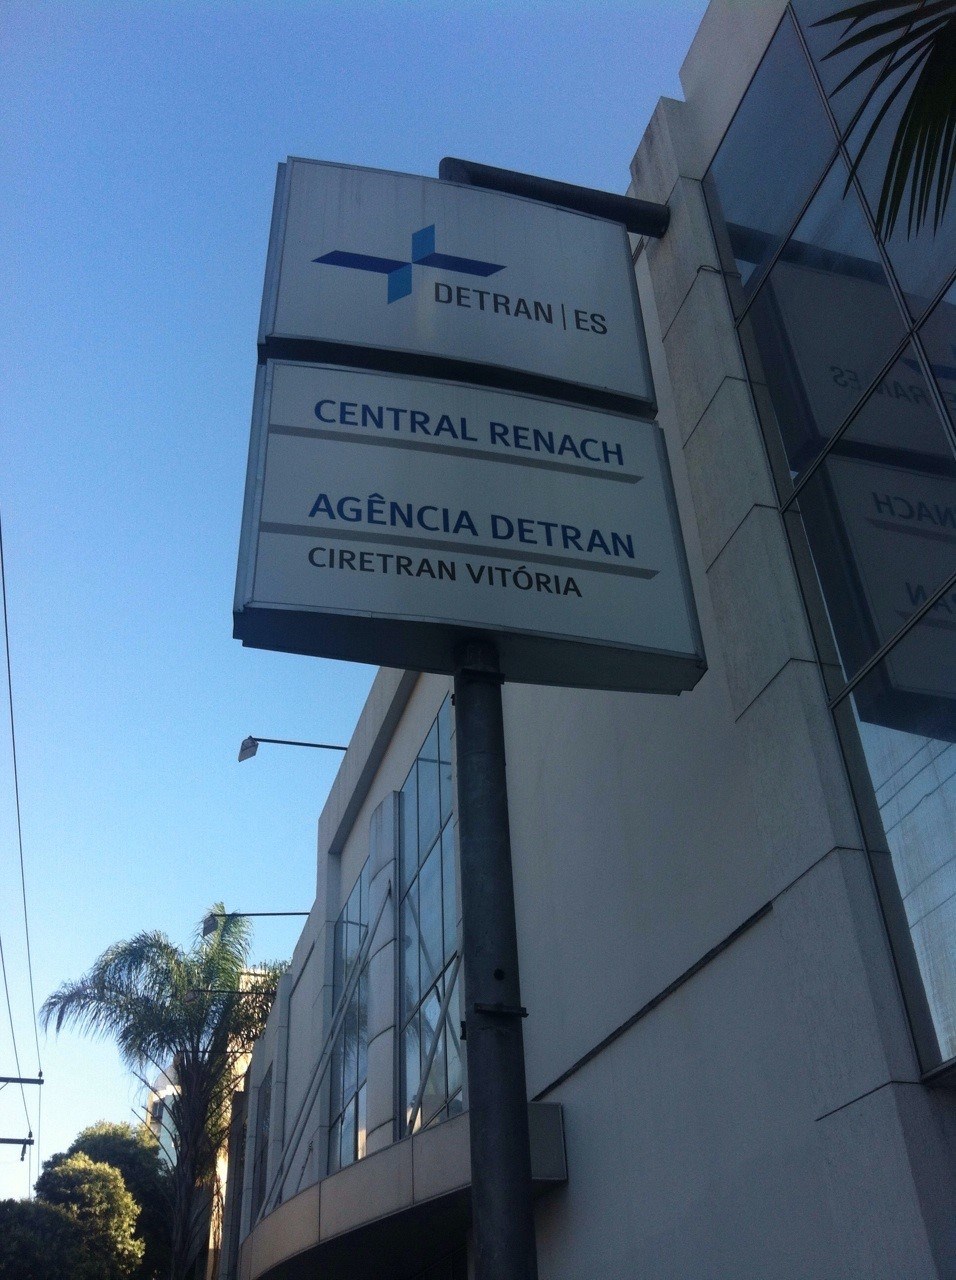 DETRAN|ES
CENTRAL RENACH
AGÊNCIA DETRAN
CIRETRAN VITÓRIA